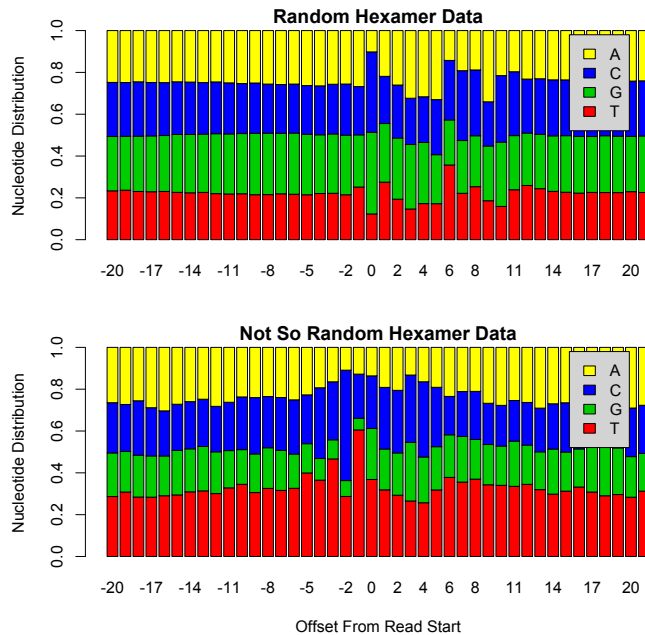 Random Hexamer Data
Nucleotide Distribution
1.0
0.8
0.6
0.4
0.2
0.0
A
C
G
T
-20 -17 -14 -11 -8 -5 -2 0 2 4 6 8 11 14 17 20
Not So Random Hexamer Data
Nucleotide Distribution
1.0
0.8
0.6
0.4
0.2
0.0
A
C
G
T
-20 -17 -14 -11 -8 -5 -2 0 2 4 6 8 11 14 17 20
Offset From Read Start